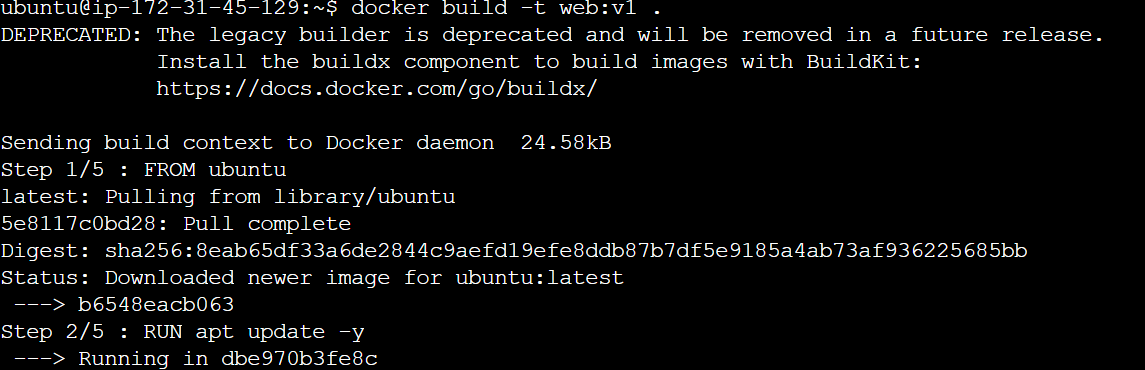 ubuntu@ip-172-31-45-129:~$ docker build -t web:v1 .
DEPRECATED: The legacy builder is deprecated and will be removed in a future release.
            Install the buildx component to build images with BuildKit:
            https://docs.docker.com/go/buildx/

Sending build context to Docker daemon  24.58kB
Step 1/5 : FROM ubuntu
latest: Pulling from library/ubuntu
5e8117c0bd28: Pull complete
Digest: sha256:8eab65df33a6de2844c9aefd19efe8ddb87b7df5e9185a4ab73af936225685bb
Status: Downloaded newer image for ubuntu:latest
 ---> b6548eacb063
Step 2/5 : RUN apt update -y
 ---> Running in dbe970b3fe8c